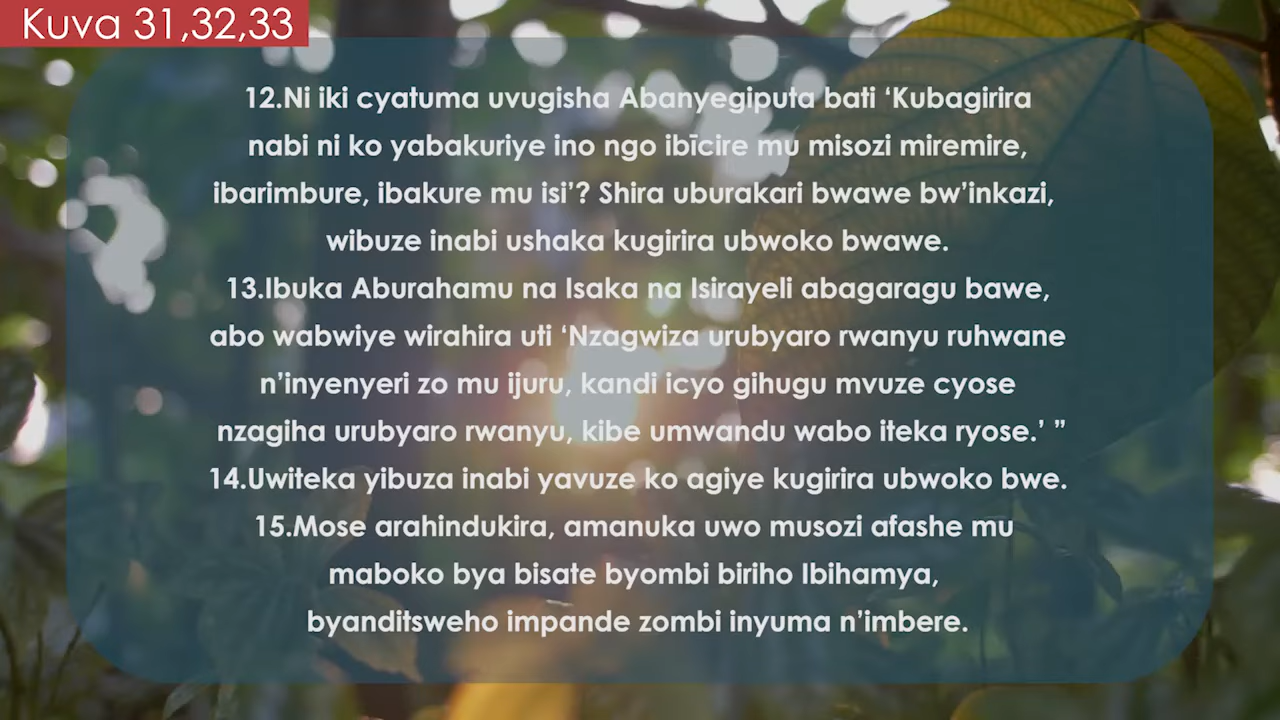 Kuva 31,32,33
12.Ni iki cyatuma uvugisha Abanyegiputa bati ‘Kubagirira
nabi ni ko yabakuriye ino ngo ibīcire mu misozi miremire,
ibarimbure, ibakure mu isi’? Shira uburakari bwawe bw’inkazi,
wibuze inabi ushaka kugirira ubwoko bwawe.
13.Ibuka Aburahamu na Isaka na Isirayeli abagaragu bawe,
abo wabwiye wirahira uti ‘Nzagwiza urubyaro rwanyu ruhwane
n’inyenyeri zo mu ijuru, kandi icyo gihugu mvuze cyose
nzagiha urubyaro rwanyu, kibe umwandu wabo iteka ryose.’ ”
14.Uwiteka yibuza inabi yavuze ko agiye kugirira ubwoko bwe.
15.Mose arahindukira, amanuka uwo musozi afashe mu
maboko bya bisate byombi biriho Ibihamya,
byanditsweho impande zombi inyuma n’imbere.